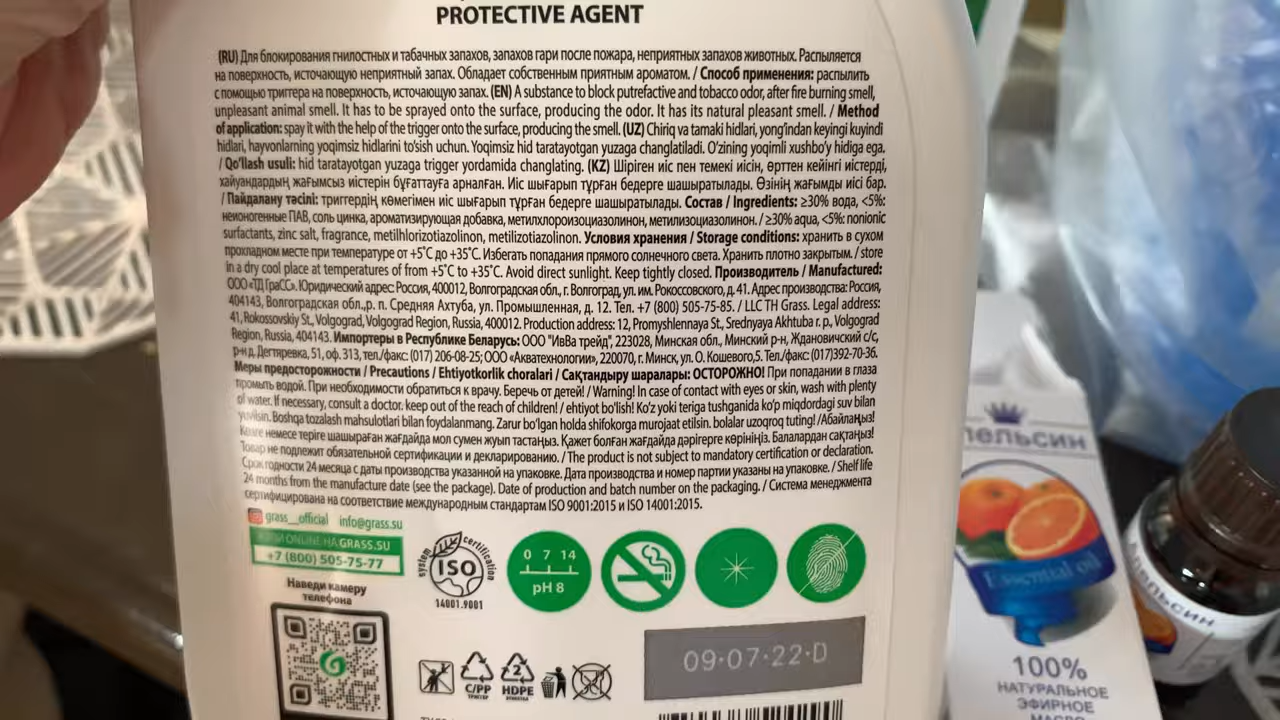 PROTECTIVE AGENT
(RU) Для блокирования гнилостных и табачных запахов, запахов гари после пожара, неприятных запахов животных. Распыляется
на поверхность, источающую неприятный запах. Обладает собственным приятным ароматом. / Способ применения: распылить
с помощью триггера на поверхность, источающую запах. (EN) A substance to block putrefactive and tobacco odor, after fire burning smell,
unpleasant animal smell. It has to be sprayed onto the surface, producing the odor. It has its natural pleasant smell. / Method
of application: spay it with the help of the trigger onto the surface, producing the smell. (UZ) Chiriq va tamaki hidlari, yong'indan keyingi kuyindi
hidlari, hayvonlarning yoqimsiz hidlarini to'sish uchun. Yoqimsiz hid taratayotgan yuzaga changlatiladi. O'zining yoqimli xushbo'y hidiga ega.
/ Qo'llash usuli: hid taratayotgan yuzaga trigger yordamida changlating. (KZ) Шіріген иіс пен темекі иісін, өрттен кейінгі иістерді,
хайуандардың жағымсыз иістерін бұғаттауға арналған. Иіс шығарып тұрған бедерге шашыратылады. Өзінің жағымды иісі бар.
/ Пайдалану тәсілі: триггердің көмегімен иіс шығарып тұрған бедерге шашыратылады. Состав / Ingredients: ≥30% вода, <5%:
неионогенные ПАВ, соль цинка, ароматизирующая добавка, метилхлороизоциазолинон, метилизоциазолинон. / ≥30% aqua, <5%: nonionic
surfactants, zinc salt, fragrance, metilhlorizotiazolinon, metilizotiazolinon. Условия хранения / Storage conditions: хранить в сухом
прохладном месте при температуре от +5˚С до +35˚С. Избегать попадания прямого солнечного света. Хранить плотно закрытым. / store
in a dry cool place at temperatures of from +5˚C to +35˚C. Avoid direct sunlight. Keep tightly closed. Производитель / Manufactured:
ООО «ТД ГраСС». Юридический адрес: Россия, 400012, Волгоградская обл., г. Волгоград, ул. им. Рокоссовского, д. 41. Адрес производства: Россия,
404143, Волгоградская обл.,р. п. Средняя Ахтуба, ул. Промышленная, д. 12. Тел. +7 (800) 505-75-85. / LLC TH Grass. Legal address:
41, Rokossovskiy St., Volgograd, Volgograd Region, Russia, 400012. Production address: 12, Promyshlennaya St., Srednyaya Akhtuba r. p., Volgograd
Region, Russia, 404143. Импортеры в Республике Беларусь: ООО "ИвВа трейд", 223028, Минская обл., Минский р-н, Ждановичский с/с,
р-н д. Дегтяревка, 51, оф. 313, тел./факс: (017) 206-08-25; ООО «Акватехнологии», 220070, г. Минск, ул. О. Кошевого,5. Тел./факс: (017)392-70-36.
Меры предосторожности / Precautions / Ehtiyotkorlik choralari / Сақтандыру шаралары: ОСТОРОЖНО! При попадании в глаза
промыть водой. При необходимости обратиться к врачу. Беречь от детей! / Warning! In case of contact with eyes or skin, wash with plenty
of water. If necessary, consult a doctor. keep out of the reach of children! / ehtiyot bo'lish! Ko'z yoki teriga tushganida ko'p miqdordagi suv bilan
yuvilsin. Boshqa tozalash mahsulotlari bilan foydalanmang. Zarur bo'lgan holda shifokorga murojaat etilsin. bolalar uzoqroq tuting! /Абайлаңыз!
Көзге немесе теріге шашыраған жағдайда мол сумен жуып тастаңыз. Қажет болған жағдайда дәрігерге көрініңіз. Балалардан сақтаңыз!
Товар не подлежит обязательной сертификации и декларированию. / The product is not subject to mandatory certification or declaration.
Срок годности 24 месяца с даты производства указанной на упаковке. Дата производства и номер партии указаны на упаковке. / Shelf life
24 months from the manufacture date (see the package). Date of production and batch number on the packaging. / Система менеджмента
сертифицирована на соответствие международным стандартам ISO 9001:2015 и ISO 14001:2015.
grass__official info@grass.su
ONLINE НА GRASS.SU
+7 (800) 505-75-77
Наведи камеру
телефона
system certification
ISO
14001.9001
0 7 14
pH 8
C/PP
ТРИГГЕР
2
HDPE
09·07·22·D
пельсин
Essential oil
100%
НАТУРАЛЬНОЕ
ЭФИРНОЕ
МАСЛО
Апельсин